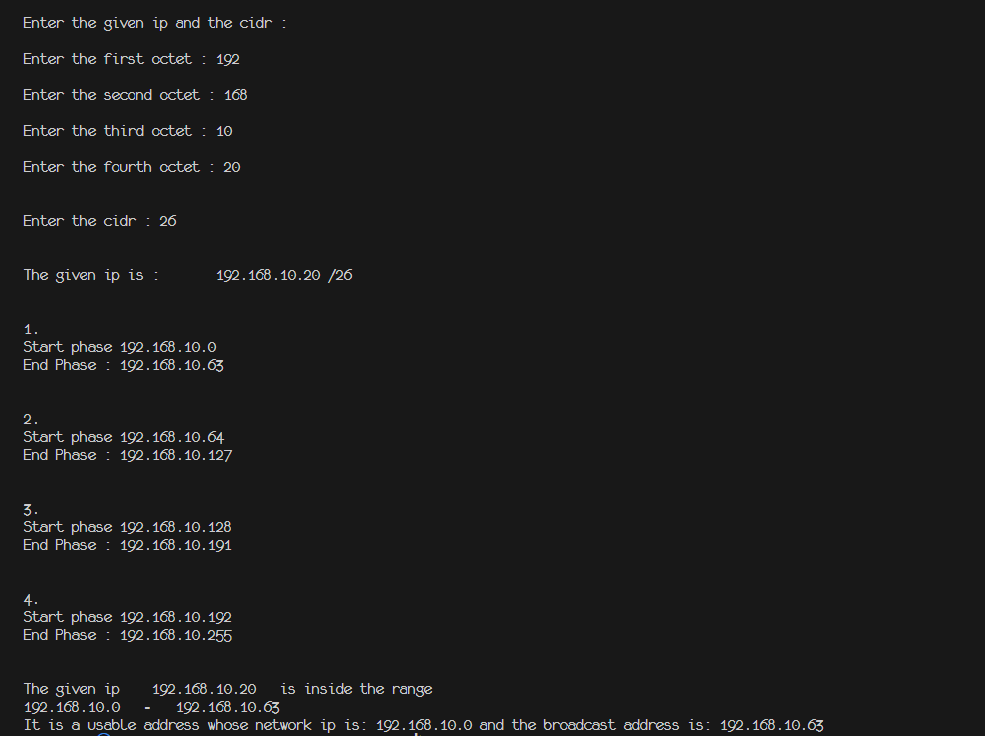 Enter the given ip and the cidr :
Enter the first octet : 192
Enter the second octet : 168
Enter the third octet : 10
Enter the fourth octet : 20
Enter the cidr : 26
The given ip is : 192.168.10.20 /26
1.
Start phase 192.168.10.0
End Phase : 192.168.10.63
2.
Start phase 192.168.10.64
End Phase : 192.168.10.127
3.
Start phase 192.168.10.128
End Phase : 192.168.10.191
4.
Start phase 192.168.10.192
End Phase : 192.168.10.255
The given ip 192.168.10.20 is inside the range
192.168.10.0 - 192.168.10.63
It is a usable address whose network ip is: 192.168.10.0 and the broadcast address is: 192.168.10.63